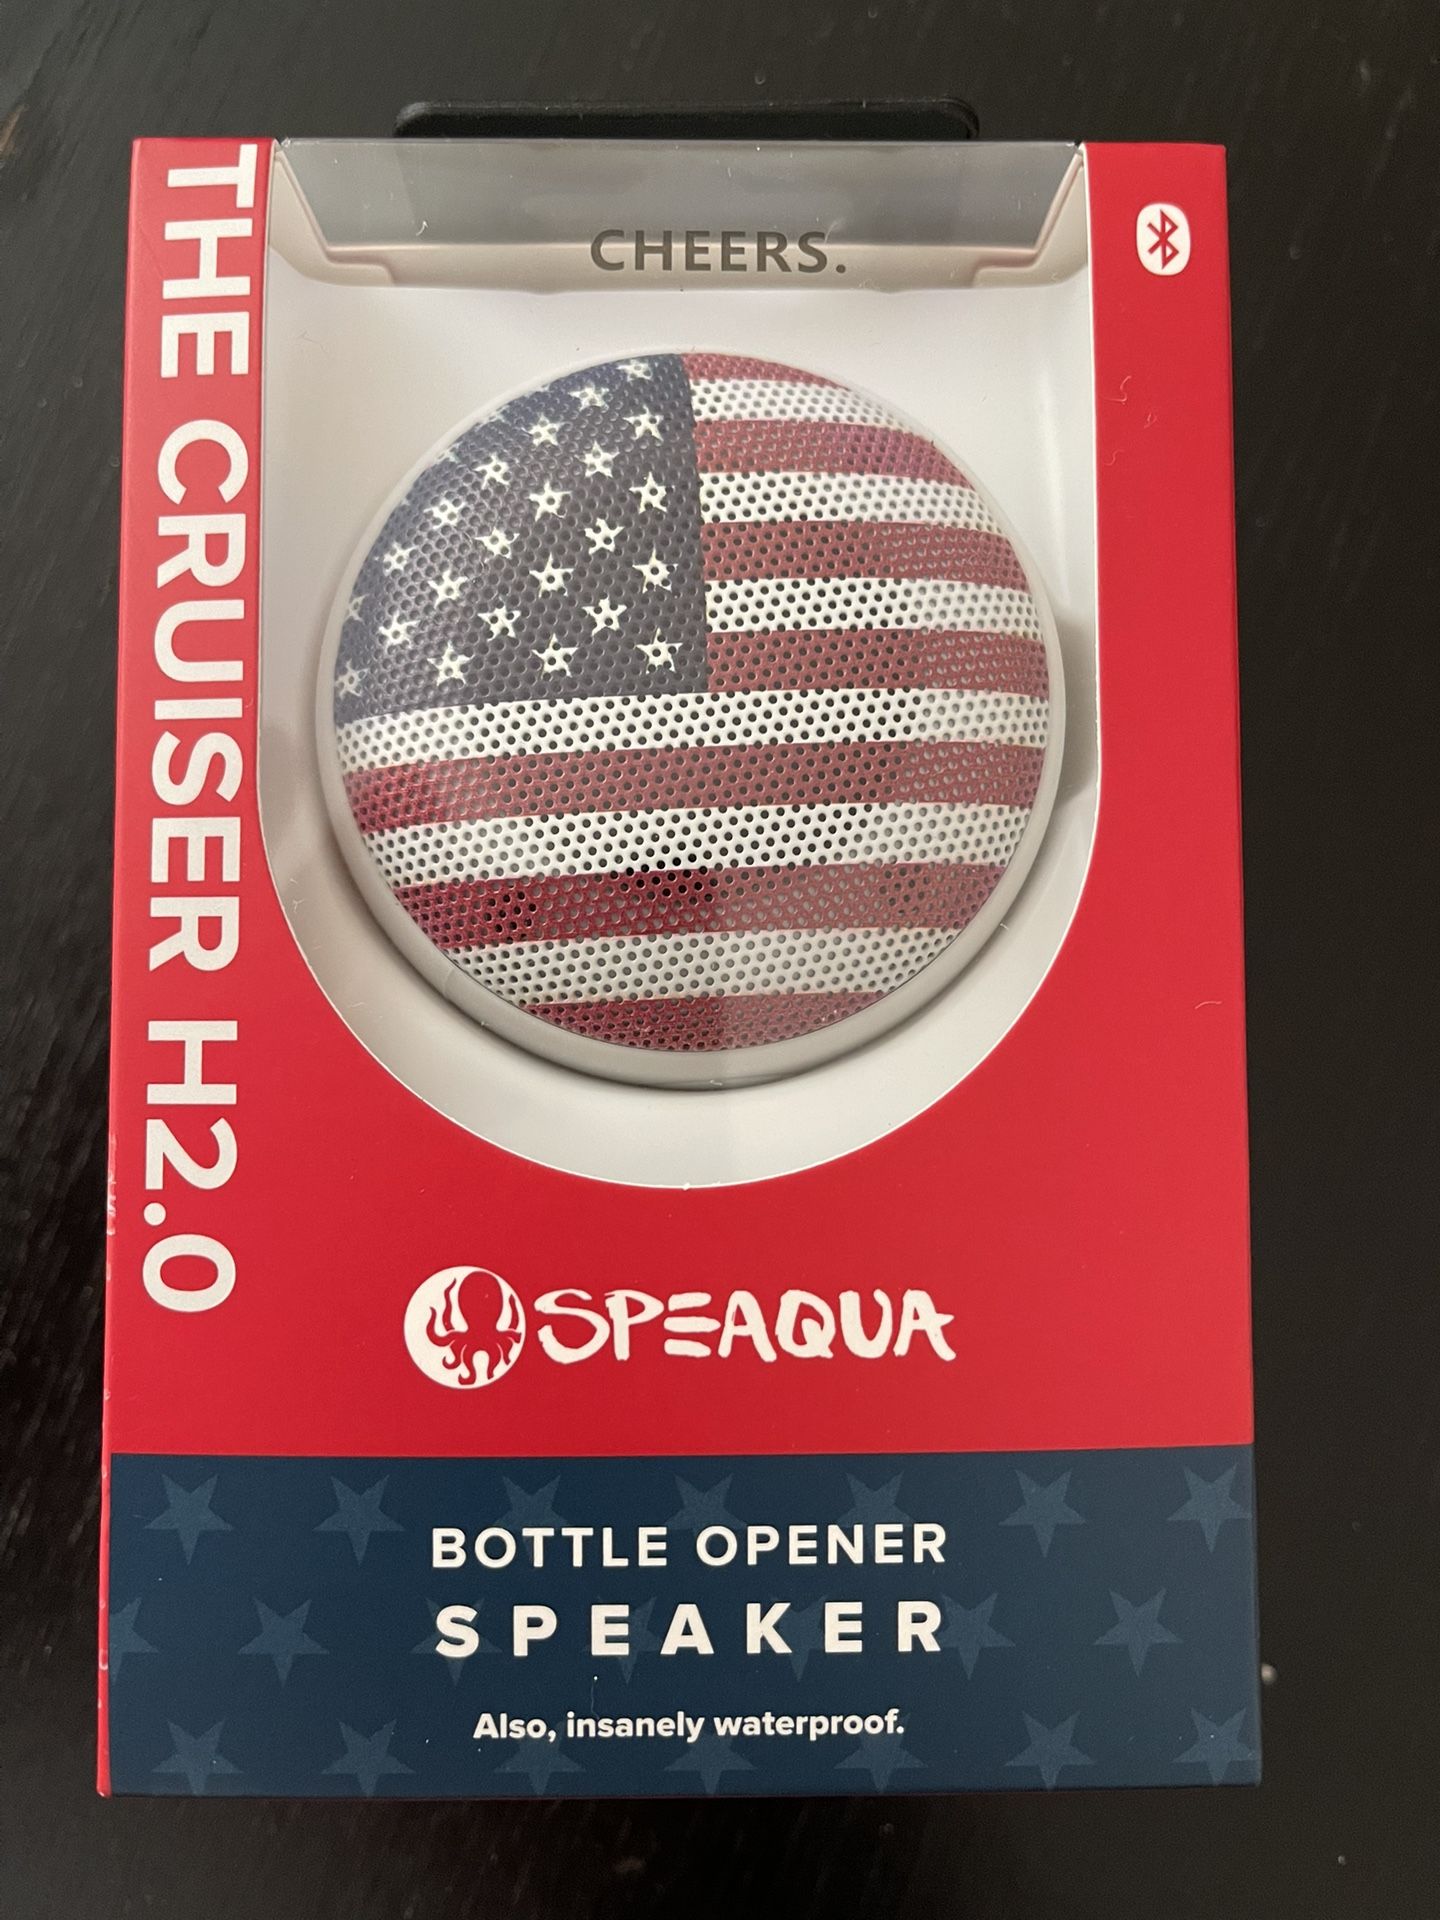 THE CRUISER H2.0
CHEERS.
SPEAQUA
BOTTLE OPENER
SPEAKER
Also, insanely waterproof.